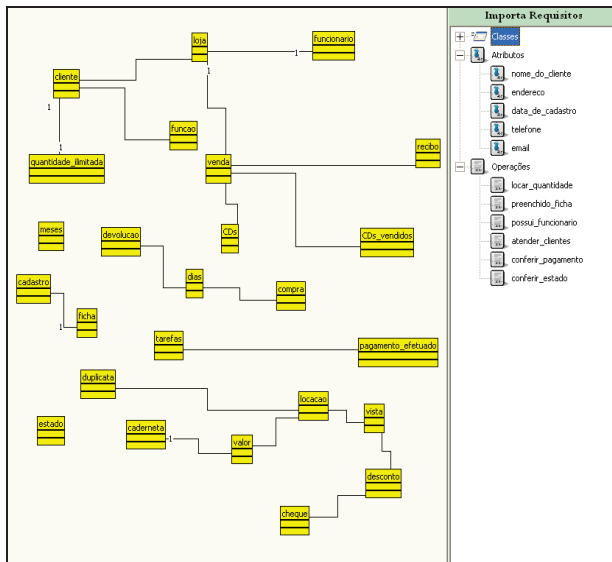 Importa Requisitos
Classes
Atributos
nome_do_cliente
endereco
data_de_cadastro
telefone
email
Operações
locar_quantidade
preenchido_ficha
possui_funcionario
atender_clientes
conferir_pagamento
conferir_estado
loja
funcionario
1
1
cliente
1
funcao
1
quantidade_ilimitada
venda
recibo
meses
devolucao
CDs
CDs_vendidos
cadastro
dias
compra
1
ficha
tarefas
pagamento_efetuado
duplicata
locacao
vista
estado
caderneta
1
valor
desconto
cheque